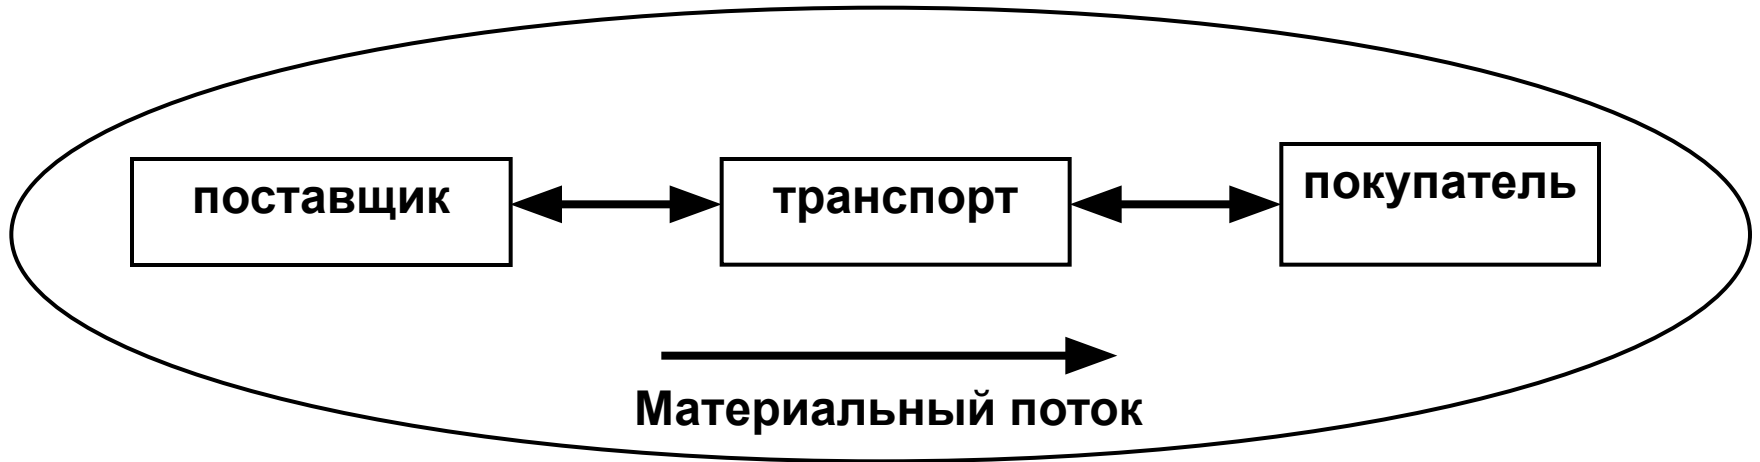 поставщик
транспорт
покупатель
Материальный поток